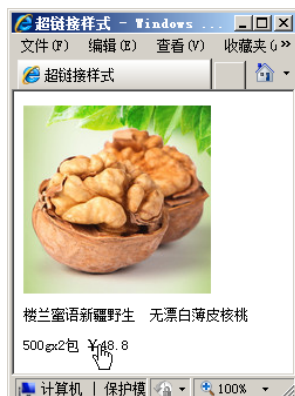 超链接样式 - Windows ...
文件(F) 编辑(E) 查看(V) 收藏夹( »
超链接样式
楼兰蜜语新疆野生 无漂白薄皮核桃
500gx2包 ¥48.8
计算机 | 保护模
100%